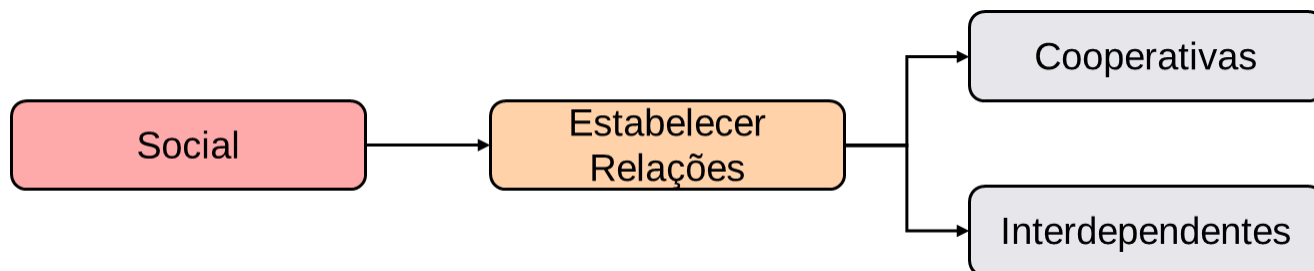 Social
Estabelecer
Relações
Cooperativas
Interdependentes